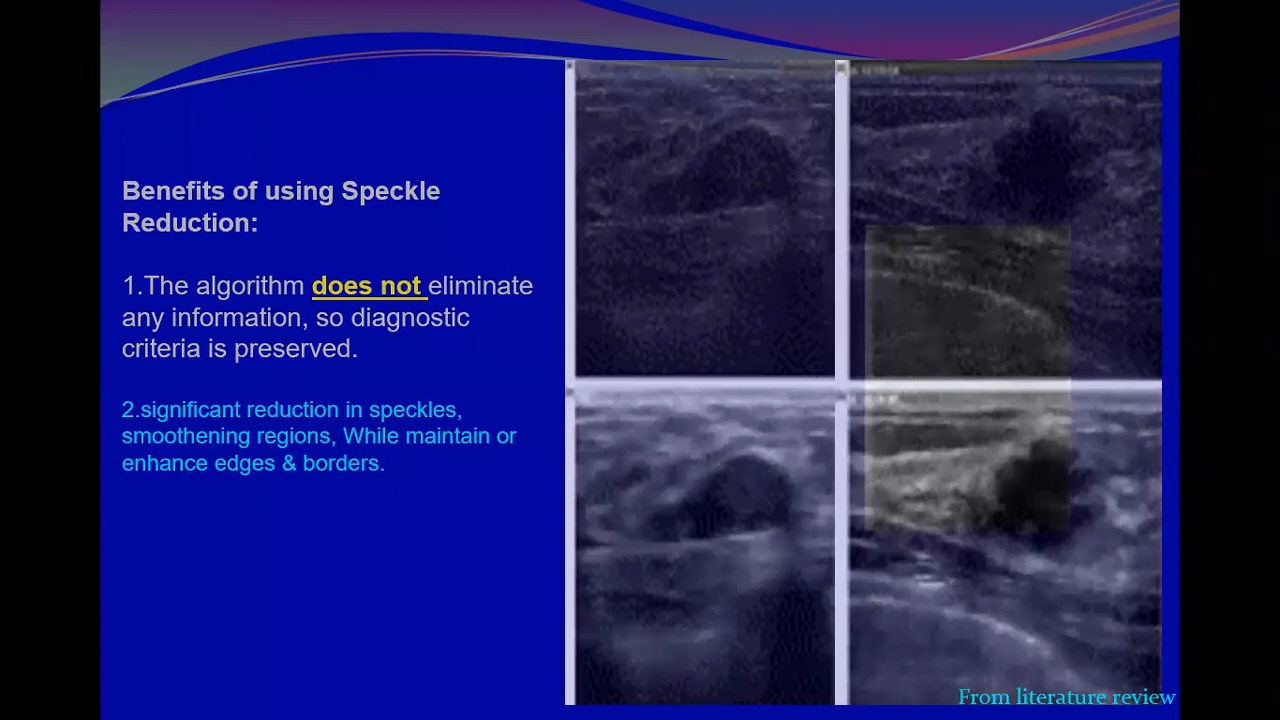 Benefits of using Speckle
Reduction:
1.The algorithm does not eliminate
any information, so diagnostic
criteria is preserved.
2.significant reduction in speckles,
smoothening regions, While maintain or
enhance edges & borders.
From literature review